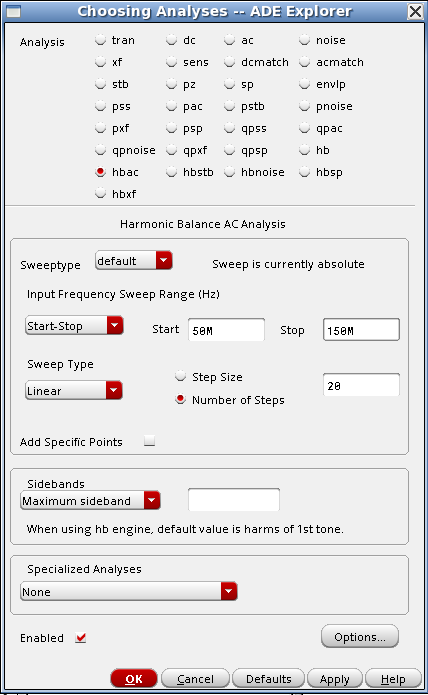 Choosing Analyses -- ADE Explorer
Analysis tran dc ac noise
xf sens dcmatch acmatch
stb pz sp envlp
pss pac pstb pnoise
pxf psp qpss qpac
qpnoise qpxf qpsp hb
hbac hbstb hbnoise hbsp
hbxf
Harmonic Balance AC Analysis
Sweeptype default Sweep is currently absolute
Input Frequency Sweep Range (Hz)
Start-Stop Start 50M Stop 150M
Sweep Type
Step Size
Linear 20
Number of Steps
Add Specific Points
Sidebands
Maximum sideband
When using hb engine, default value is harms of 1st tone.
Specialized Analyses
None
Enabled Options...
OK Cancel Defaults Apply Help